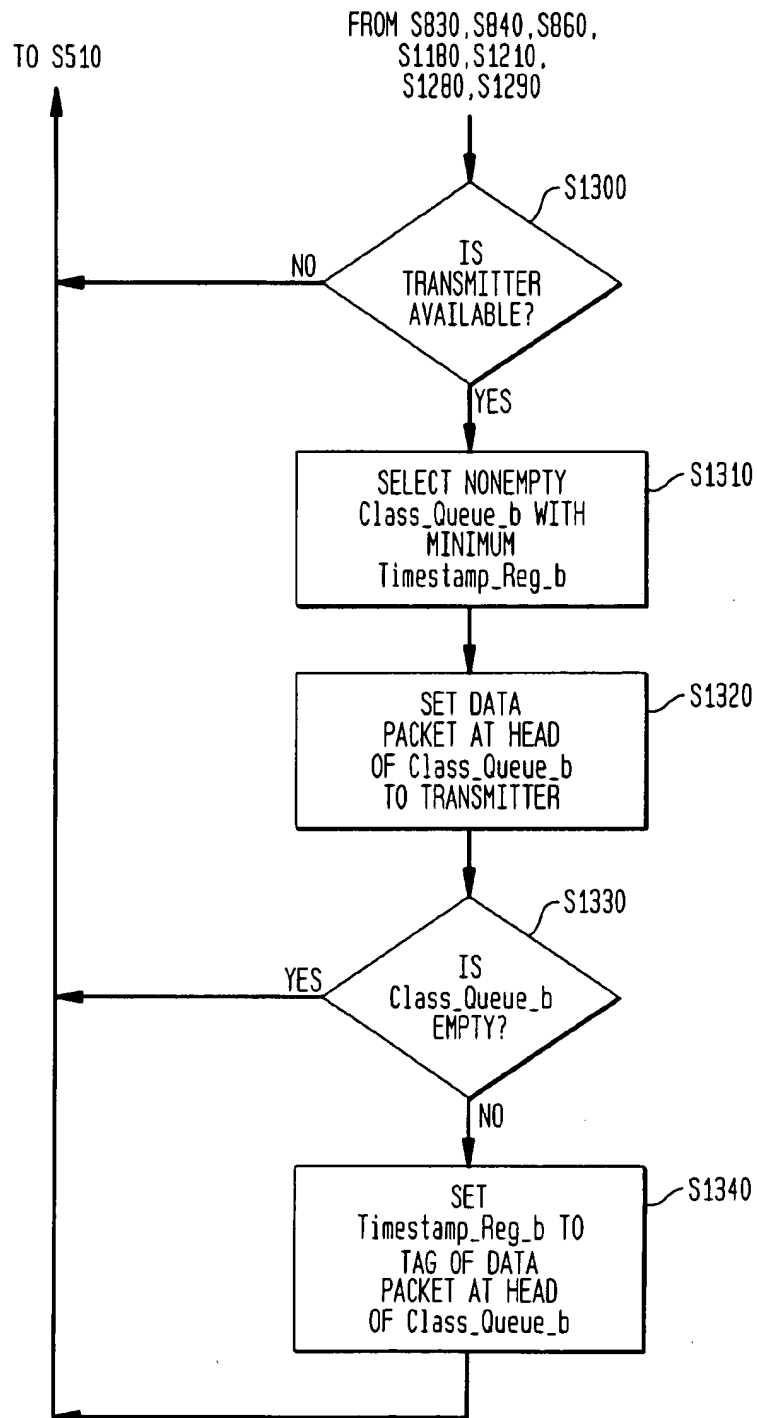 TO S510
FROM S830, S840, S860,
S1180, S1210,
S1280, S1290
S1300
IS
TRANSMITTER
AVAILABLE?
NO
YES
S1310
SELECT NONEMPTY
Class_Queue_b WITH
MINIMUM
Timestamp_Reg_b
S1320
SET DATA
PACKET AT HEAD
OF Class_Queue_b
TO TRANSMITTER
S1330
IS
Class_Queue_b
EMPTY?
YES
NO
S1340
SET
Timestamp_Reg_b TO
TAG OF DATA
PACKET AT HEAD
OF Class_Queue_b